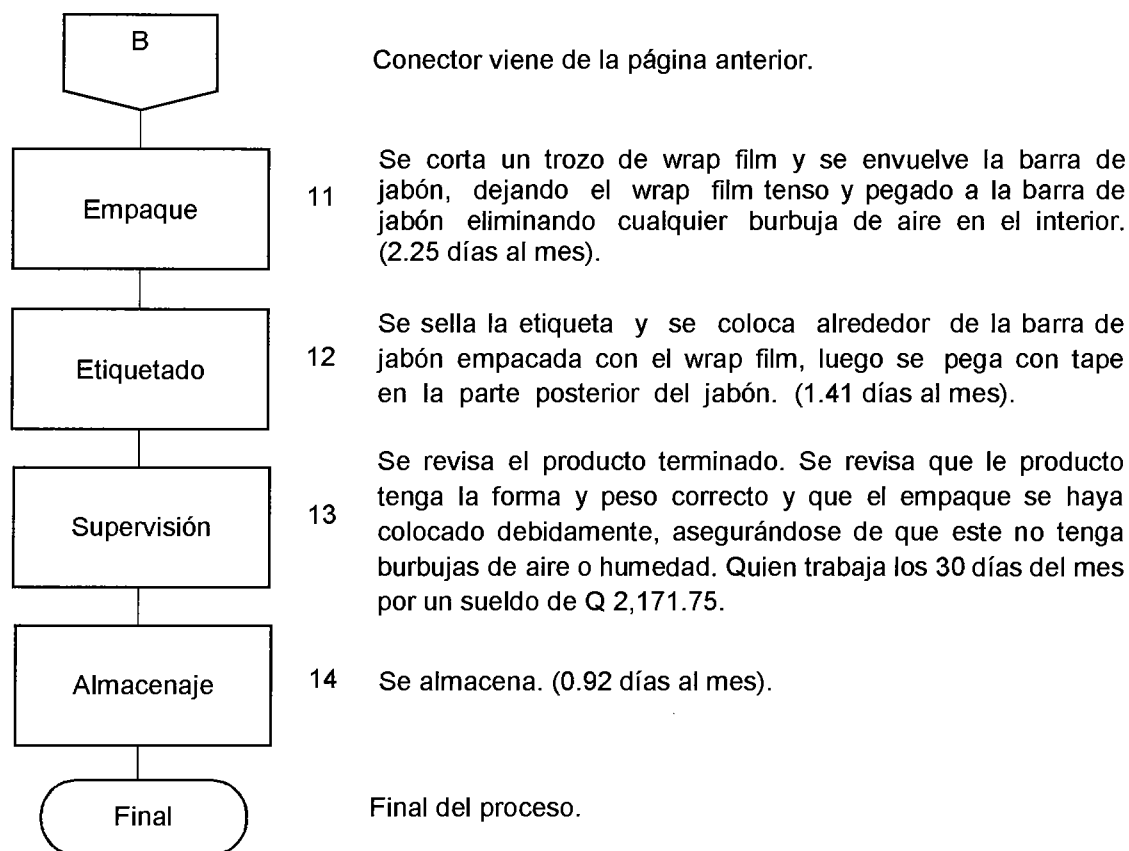 B
Conector viene de la página anterior.
Empaque
11
Se corta un trozo de wrap film y se envuelve la barra de
jabón, dejando el wrap film tenso y pegado a la barra de
jabón eliminando cualquier burbuja de aire en el interior.
(2.25 días al mes).
Etiquetado
12
Se sella la etiqueta y se coloca alrededor de la barra de
jabón empacada con el wrap film, luego se pega con tape
en la parte posterior del jabón. (1.41 días al mes).
Supervisión
13
Se revisa el producto terminado. Se revisa que le producto
tenga la forma y peso correcto y que el empaque se haya
colocado debidamente, asegurándose de que este no tenga
burbujas de aire o humedad. Quien trabaja los 30 días del mes
por un sueldo de Q 2,171.75.
Almacenaje
14
Se almacena. (0.92 días al mes).
Final
Final del proceso.